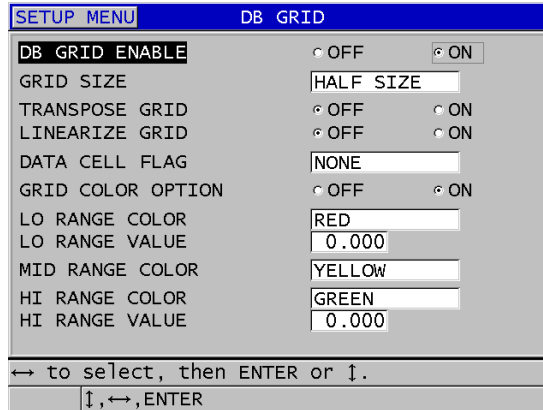 SETUP MENU DB GRID
DB GRID ENABLE OFF ON
GRID SIZE HALF SIZE
TRANSPOSE GRID OFF ON
LINEARIZE GRID OFF ON
DATA CELL FLAG NONE
GRID COLOR OPTION OFF ON
LO RANGE COLOR RED
LO RANGE VALUE 0.000
MID RANGE COLOR YELLOW
HI RANGE COLOR GREEN
HI RANGE VALUE 0.000
↔ to select, then ENTER or ↕.
↕,↔,ENTER